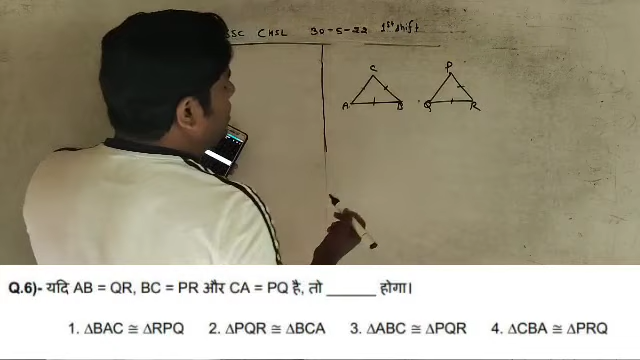 SSC CHSL 30-5-22 1st shift
C P
A B Q R
Q.6)- यदि AB = QR, BC = PR और CA = PQ है, तो ______ होगा।
1. ΔBAC ≅ ΔRPQ 2. ΔPQR ≅ ΔBCA 3. ΔABC ≅ ΔPQR 4. ΔCBA ≅ ΔPRQ